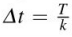 Δt = T/k